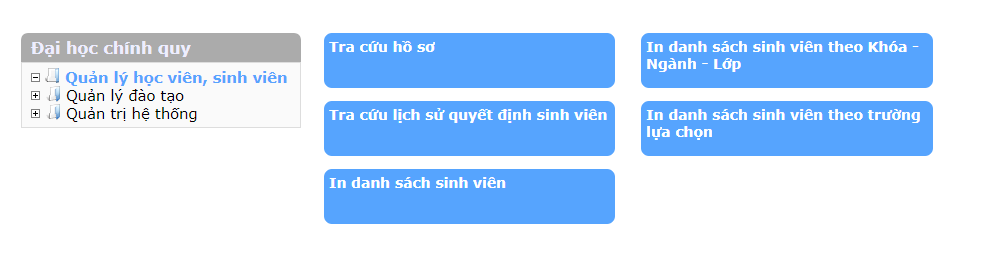 Đại học chính quy
Quản lý học viên, sinh viên
Quản lý đào tạo
Quản trị hệ thống
Tra cứu hồ sơ
In danh sách sinh viên theo Khóa -
Ngành - Lớp
Tra cứu lịch sử quyết định sinh viên
In danh sách sinh viên theo trường
lựa chọn
In danh sách sinh viên